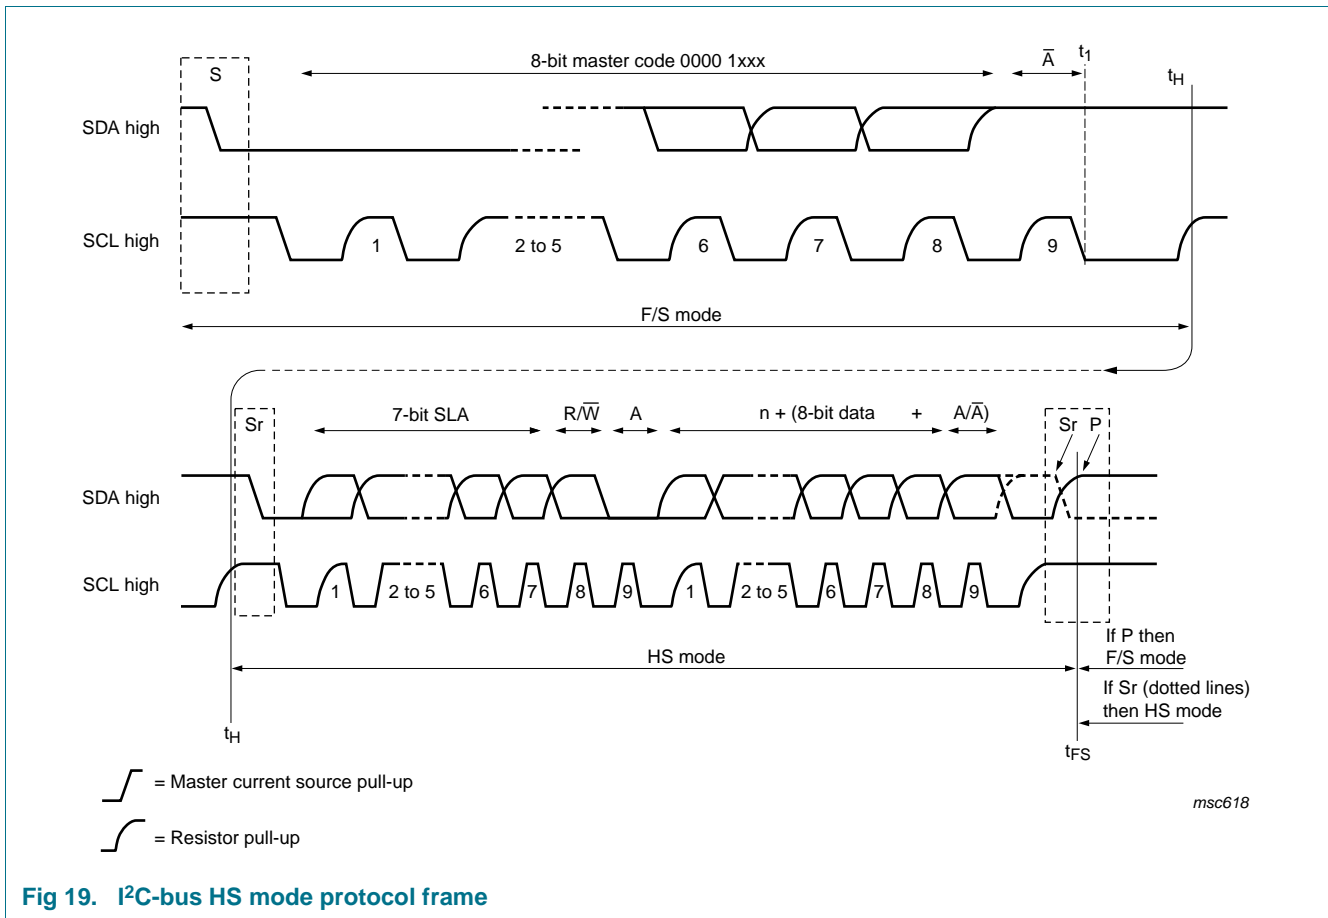 S
8-bit master code 0000 1xxx
A̅
t1
tH
SDA high
SCL high
1
2 to 5
6
7
8
9
F/S mode
Sr
7-bit SLA
R/W̅
A
n + (8-bit data
+
A/A̅)
Sr
P
SDA high
SCL high
1
2 to 5
6
7
8
9
1
2 to 5
6
7
8
9
HS mode
If P then
F/S mode
If Sr (dotted lines)
then HS mode
tH
tFS
= Master current source pull-up
= Resistor pull-up
msc618
Fig 19. I²C-bus HS mode protocol frame